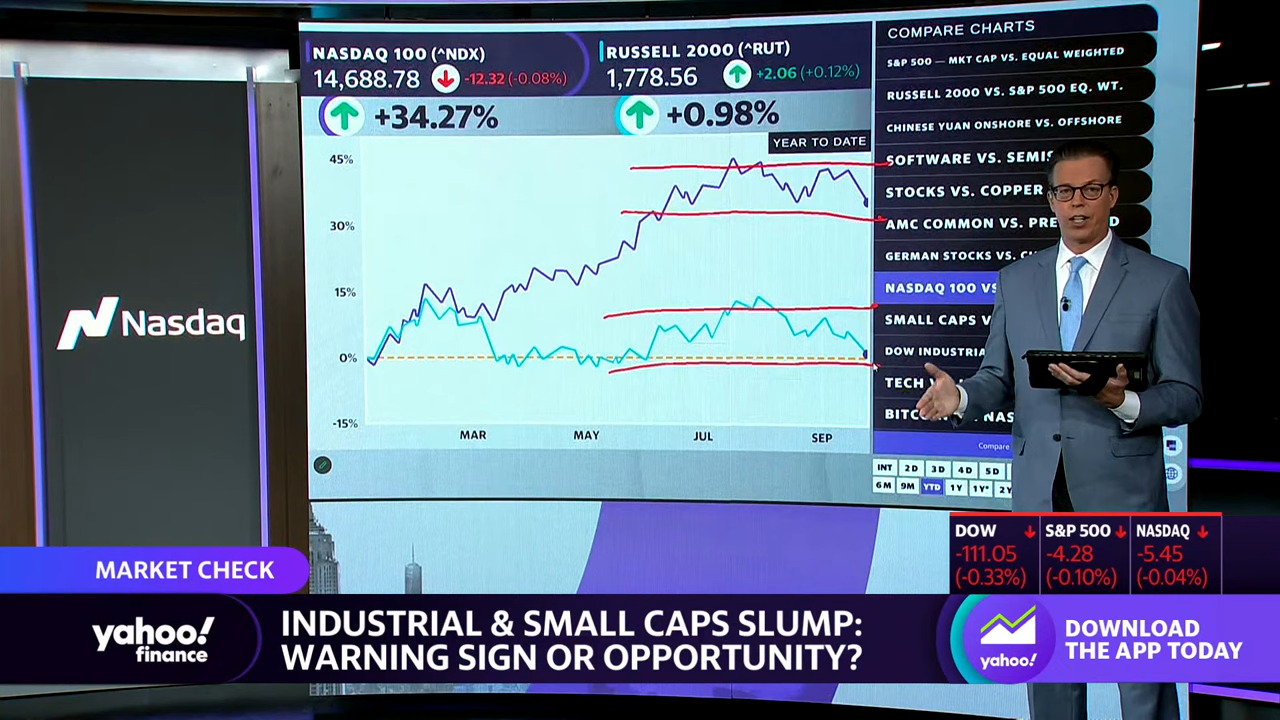 NASDAQ 100 (^NDX)
14,688.78 -12.32 (-0.08%)
+34.27%
RUSSELL 2000 (^RUT)
1,778.56 +2.06 (+0.12%)
+0.98%
YEAR TO DATE
45%
30%
15%
0%
-15%
MAR MAY JUL SEP
COMPARE CHARTS
S&P 500 — MKT CAP VS. EQUAL WEIGHTED
RUSSELL 2000 VS. S&P 500 EQ. WT.
CHINESE YUAN ONSHORE VS. OFFSHORE
SOFTWARE VS. SEMIS
STOCKS VS. COPPER
AMC COMMON VS.
GERMAN STOCKS VS.
NASDAQ 100 VS
SMALL CAPS V
DOW INDUSTRIA
TECH
Compare
INT 2D 3D 4D 5D
6M 9M YTD 1Y 1Y* 2Y
Nasdaq
DOW S&P 500 NASDAQ
-111.05 -4.28 -5.45
(-0.33%) (-0.10%) (-0.04%)
MARKET CHECK
yahoo!
finance
INDUSTRIAL & SMALL CAPS SLUMP:
WARNING SIGN OR OPPORTUNITY?
yahoo!
DOWNLOAD
THE APP TODAY